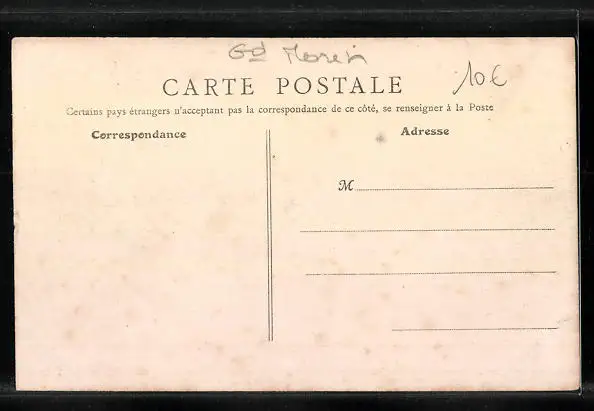 Gd Morin
10€
CARTE POSTALE
Certains pays étrangers n'acceptant pas la correspondance de ce côté, se renseigner à la Poste
Correspondance
Adresse
M